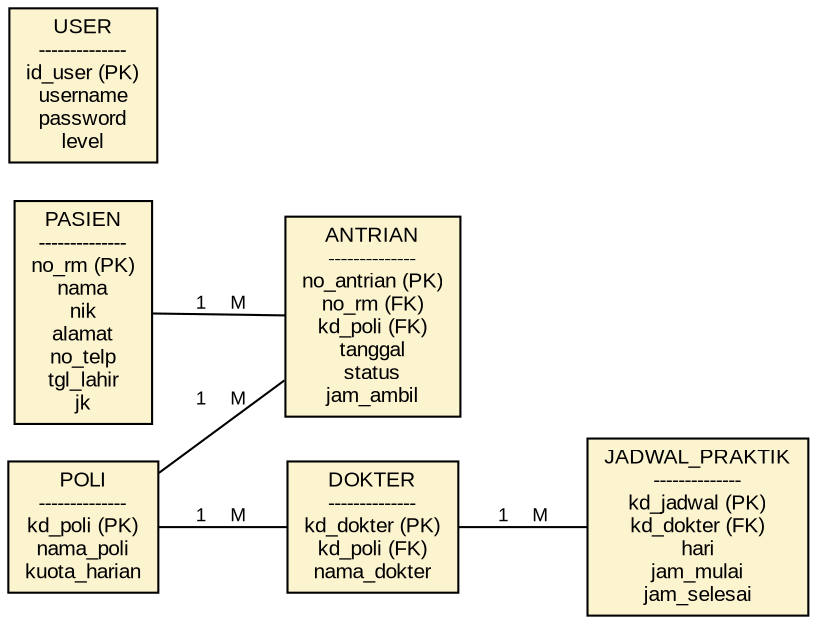 USER
--------------
id_user (PK)
username
password
level
PASIEN
--------------
no_rm (PK)
nama
nik
alamat
no_telp
tgl_lahir
jk
1 M
ANTRIAN
--------------
no_antrian (PK)
no_rm (FK)
kd_poli (FK)
tanggal
status
jam_ambil
1 M
POLI
--------------
kd_poli (PK)
nama_poli
kuota_harian
1 M
DOKTER
--------------
kd_dokter (PK)
kd_poli (FK)
nama_dokter
1 M
JADWAL_PRAKTIK
--------------
kd_jadwal (PK)
kd_dokter (FK)
hari
jam_mulai
jam_selesai